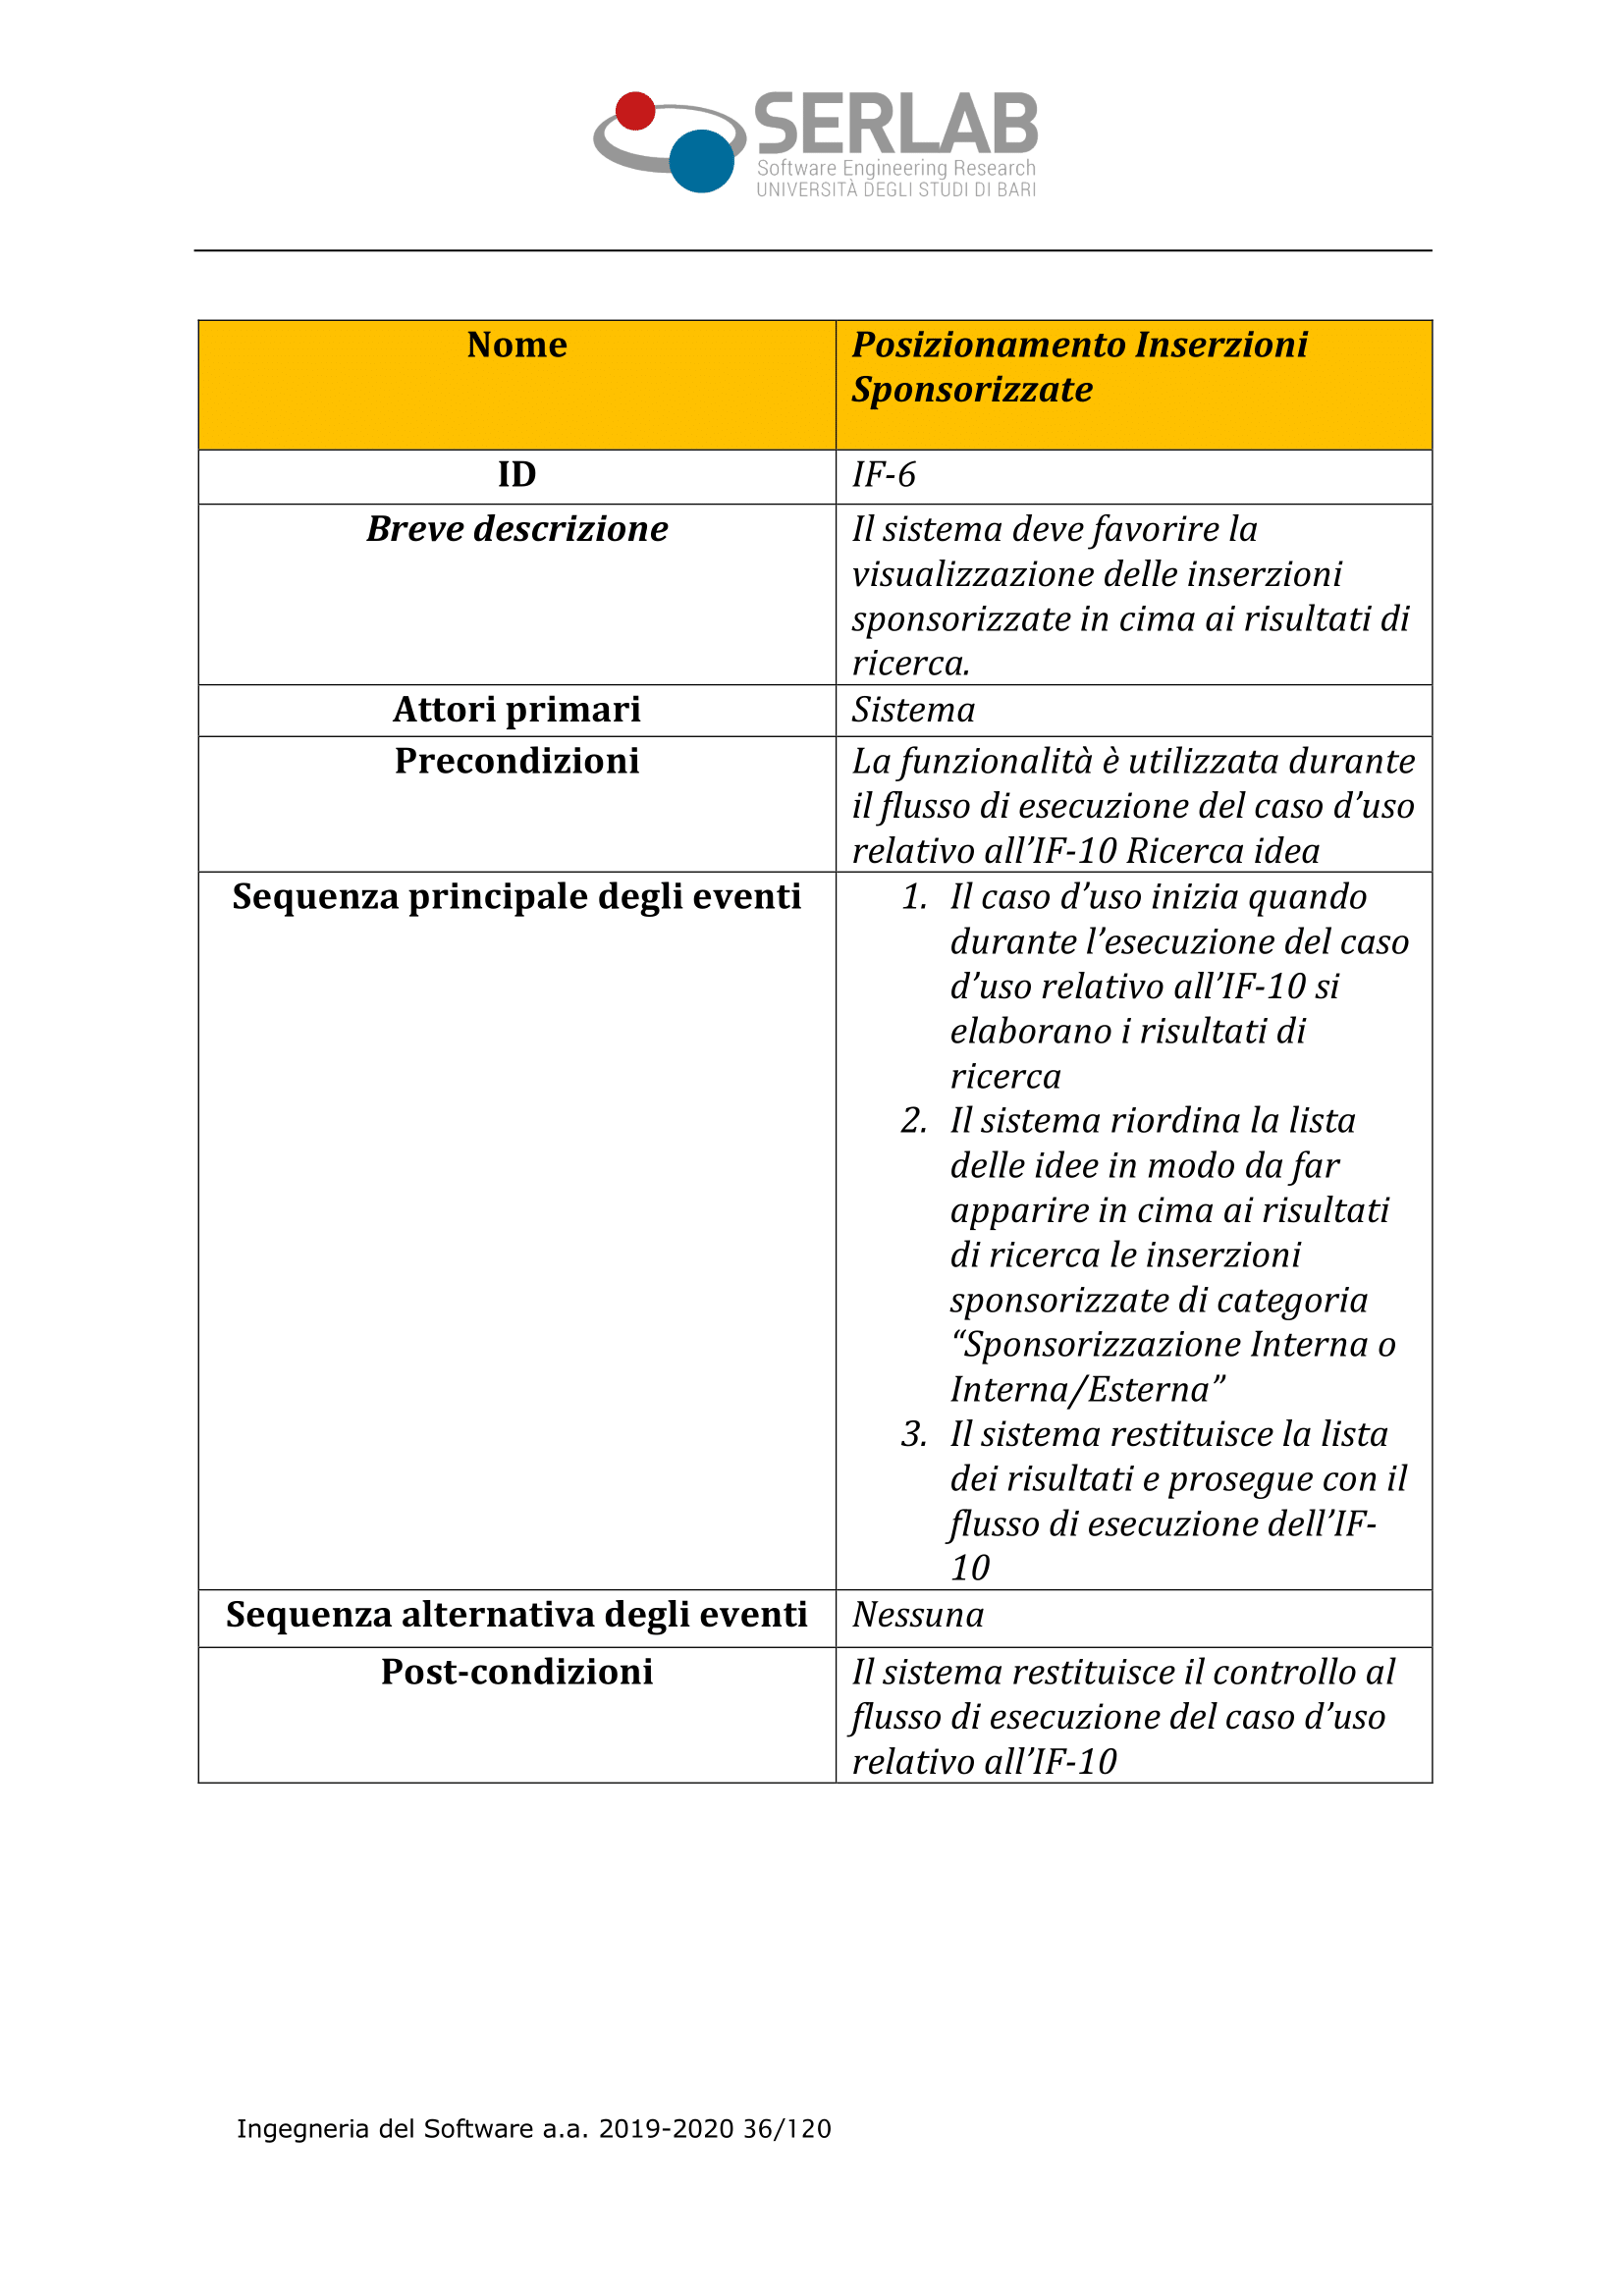 SERLAB
Software Engineering Research
UNIVERSITÀ DEGLI STUDI DI BARI
Nome
Posizionamento Inserzioni
Sponsorizzate
ID
IF-6
Breve descrizione
Il sistema deve favorire la
visualizzazione delle inserzioni
sponsorizzate in cima ai risultati di
ricerca.
Attori primari
Sistema
Precondizioni
La funzionalità è utilizzata durante
il flusso di esecuzione del caso d’uso
relativo all’IF-10 Ricerca idea
Sequenza principale degli eventi
1. Il caso d’uso inizia quando
durante l’esecuzione del caso
d’uso relativo all’IF-10 si
elaborano i risultati di
ricerca
2. Il sistema riordina la lista
delle idee in modo da far
apparire in cima ai risultati
di ricerca le inserzioni
sponsorizzate di categoria
“Sponsorizzazione Interna o
Interna/Esterna”
3. Il sistema restituisce la lista
dei risultati e prosegue con il
flusso di esecuzione dell’IF-
10
Sequenza alternativa degli eventi
Nessuna
Post-condizioni
Il sistema restituisce il controllo al
flusso di esecuzione del caso d’uso
relativo all’IF-10
Ingegneria del Software a.a. 2019-2020 36/120